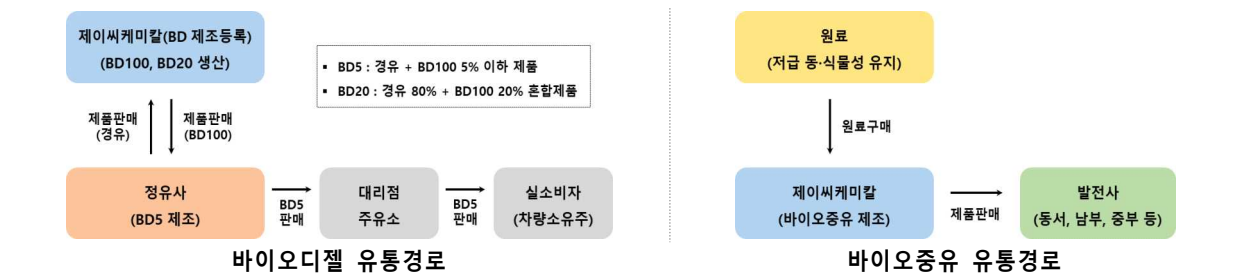 제이씨케미칼(BD 제조등록)
(BD100, BD20 생산)
▪ BD5 : 경유 + BD100 5% 이하 제품
▪ BD20 : 경유 80% + BD100 20% 혼합제품
제품판매
(경유)
제품판매
(BD100)
정유사
(BD5 제조)
BD5
판매
대리점
주유소
BD5
판매
실소비자
(차량소유주)
바이오디젤 유통경로
원료
(저급 동·식물성 유지)
원료구매
제이씨케미칼
(바이오중유 제조)
제품판매
발전사
(동서, 남부, 중부 등)
바이오중유 유통경로